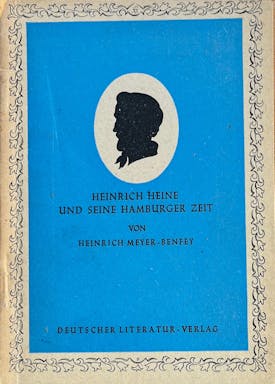 HEINRICH HEINE
UND SEINE HAMBURGER ZEIT
VON
HEINRICH MEYER-BENFEY
DEUTSCHER LITERATUR-VERLAG